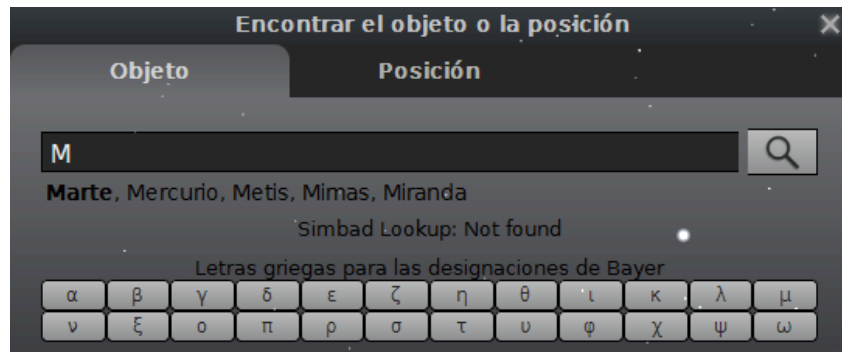 Encontrar el objeto o la posición
Objeto Posición
M
Marte, Mercurio, Metis, Mimas, Miranda
Simbad Lookup: Not found
Letras griegas para las designaciones de Bayer
α β γ δ ε ζ η θ ι κ λ μ
ν ξ ο π ρ σ τ υ φ χ ψ ω